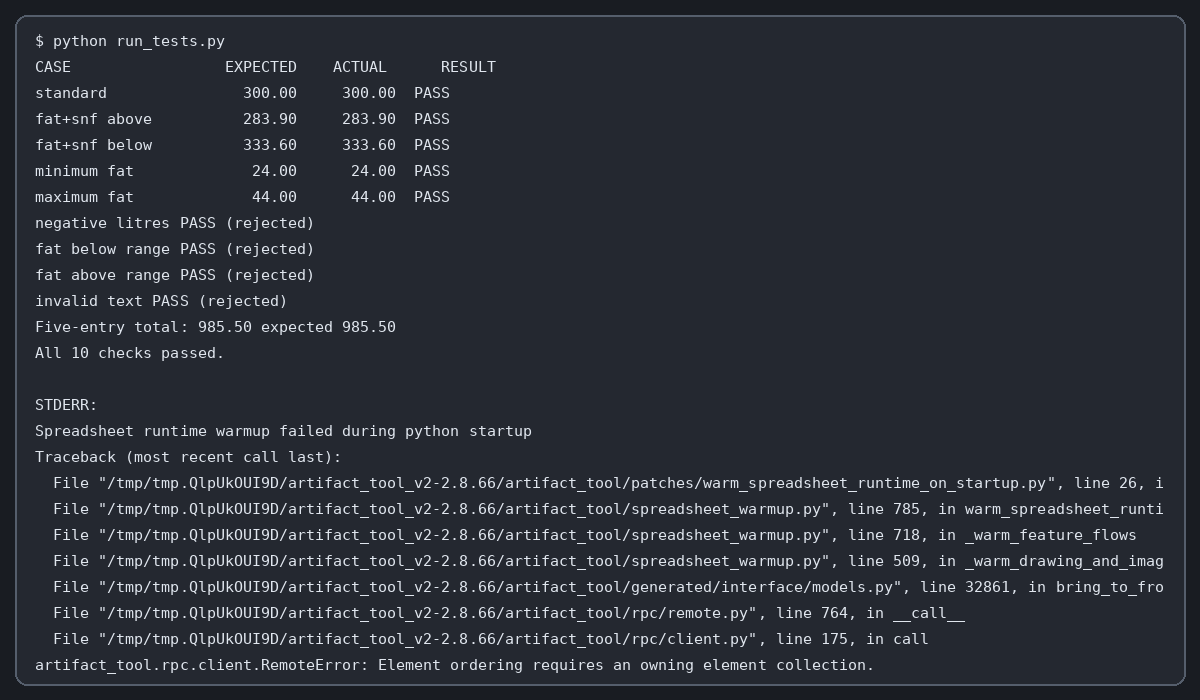 $ python run_tests.py
CASE                 EXPECTED    ACTUAL      RESULT
standard               300.00     300.00  PASS
fat+snf above          283.90     283.90  PASS
fat+snf below          333.60     333.60  PASS
minimum fat             24.00      24.00  PASS
maximum fat             44.00      44.00  PASS
negative litres PASS (rejected)
fat below range PASS (rejected)
fat above range PASS (rejected)
invalid text PASS (rejected)
Five-entry total: 985.50 expected 985.50
All 10 checks passed.

STDERR:
Spreadsheet runtime warmup failed during python startup
Traceback (most recent call last):
  File "/tmp/tmp.QlpUkOUI9D/artifact_tool_v2-2.8.66/artifact_tool/patches/warm_spreadsheet_runtime_on_startup.py", line 26, i
  File "/tmp/tmp.QlpUkOUI9D/artifact_tool_v2-2.8.66/artifact_tool/spreadsheet_warmup.py", line 785, in warm_spreadsheet_runti
  File "/tmp/tmp.QlpUkOUI9D/artifact_tool_v2-2.8.66/artifact_tool/spreadsheet_warmup.py", line 718, in _warm_feature_flows
  File "/tmp/tmp.QlpUkOUI9D/artifact_tool_v2-2.8.66/artifact_tool/spreadsheet_warmup.py", line 509, in _warm_drawing_and_imag
  File "/tmp/tmp.QlpUkOUI9D/artifact_tool_v2-2.8.66/artifact_tool/generated/interface/models.py", line 32861, in bring_to_fro
  File "/tmp/tmp.QlpUkOUI9D/artifact_tool_v2-2.8.66/artifact_tool/rpc/remote.py", line 764, in __call__
  File "/tmp/tmp.QlpUkOUI9D/artifact_tool_v2-2.8.66/artifact_tool/rpc/client.py", line 175, in call
artifact_tool.rpc.client.RemoteError: Element ordering requires an owning element collection.